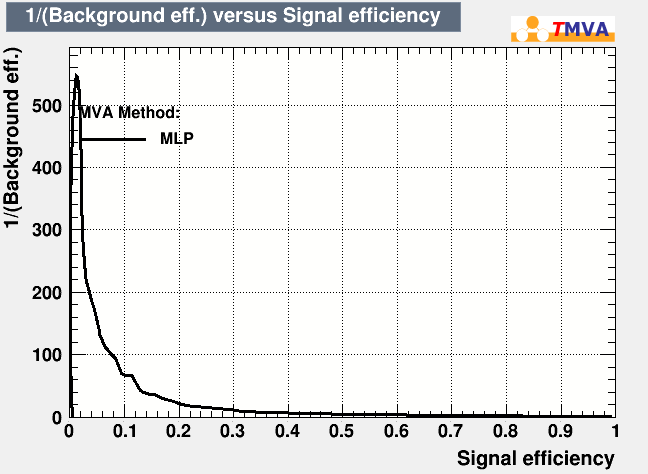 1/(Background eff.) versus Signal efficiency
TMVA
1/(Background eff.)
500
400
300
200
100
0
MVA Method:
MLP
0 0.1 0.2 0.3 0.4 0.5 0.6 0.7 0.8 0.9 1
Signal efficiency